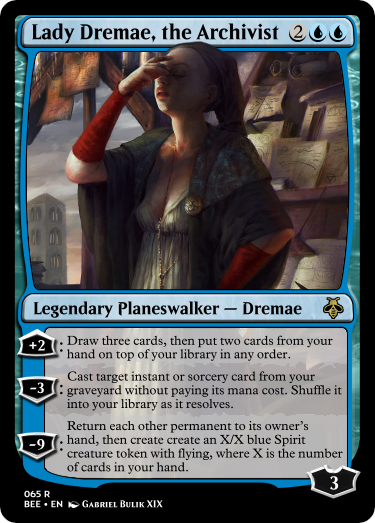 Lady Dremae, the Archivist 2
Legendary Planeswalker — Dremae
+2: Draw three cards, then put two cards from your
hand on top of your library in any order.
-3: Cast target instant or sorcery card from your
graveyard without paying its mana cost. Shuffle it
into your library as it resolves.
-9: Return each other permanent to its owner's
hand, then create create an X/X blue Spirit
creature token with flying, where X is the number
of cards in your hand.
3
065 R
BEE • EN Gabriel Bulik XIX